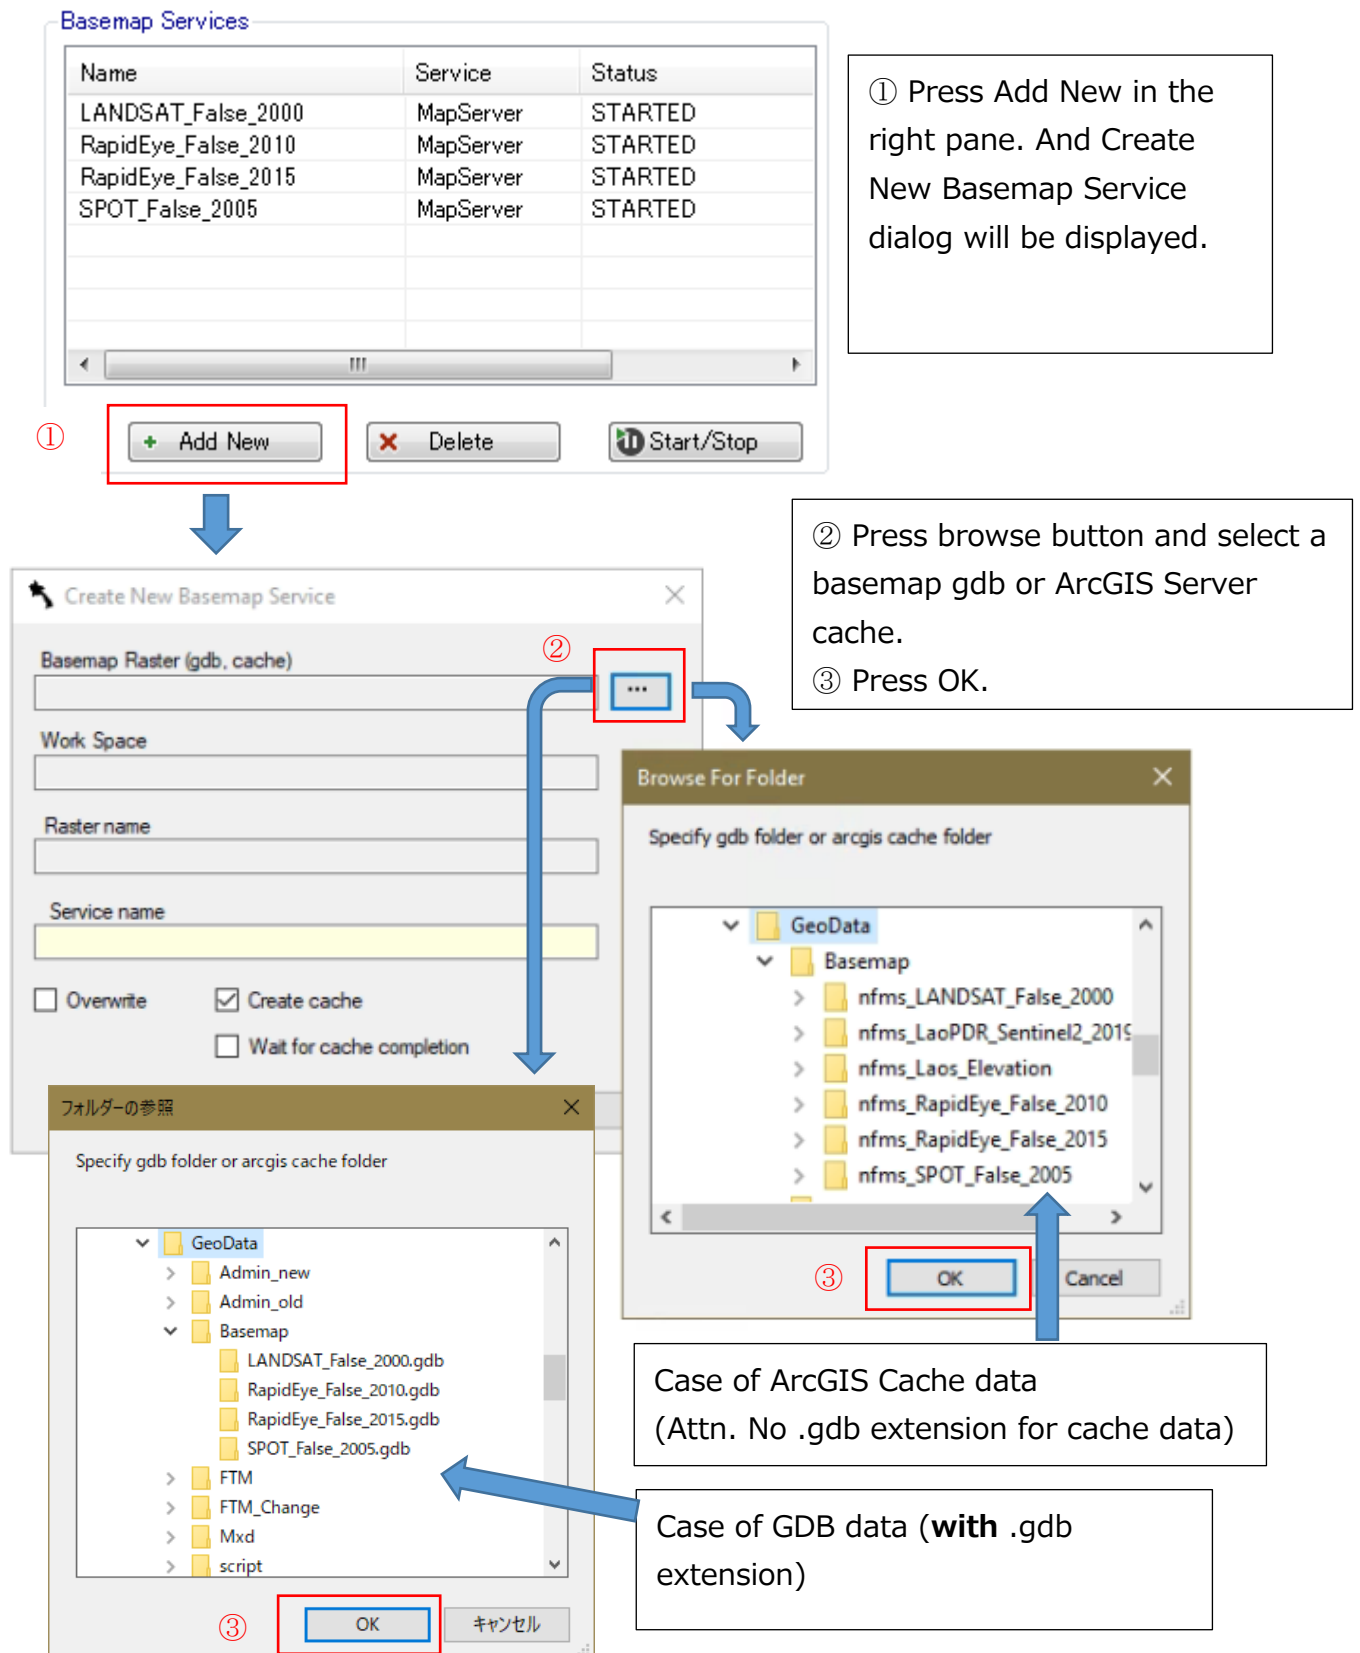 Basemap Services
Name Service Status
LANDSAT_False_2000 MapServer STARTED
RapidEye_False_2010 MapServer STARTED
RapidEye_False_2015 MapServer STARTED
SPOT_False_2005 MapServer STARTED
① Press Add New in the
right pane. And Create
New Basemap Service
dialog will be displayed.
①
Add New Delete Start/Stop
② Press browse button and select a
basemap gdb or ArcGIS Server
cache.
③ Press OK.
Create New Basemap Service
Basemap Raster (gdb, cache)
②
...
Work Space
Raster name
Service name
Overwrite Create cache
Wait for cache completion
Browse For Folder
Specify gdb folder or arcgis cache folder
GeoData
Basemap
nfms_LANDSAT_False_2000
nfms_LaoPDR_Sentinel2_2019
nfms_Laos_Elevation
nfms_RapidEye_False_2010
nfms_RapidEye_False_2015
nfms_SPOT_False_2005
③
OK Cancel
フォルダーの参照
Specify gdb folder or arcgis cache folder
GeoData
Admin_new
Admin_old
Basemap
LANDSAT_False_2000.gdb
RapidEye_False_2010.gdb
RapidEye_False_2015.gdb
SPOT_False_2005.gdb
FTM
FTM_Change
Mxd
script
③
OK キャンセル
Case of ArcGIS Cache data
(Attn. No .gdb extension for cache data)
Case of GDB data (with .gdb
extension)